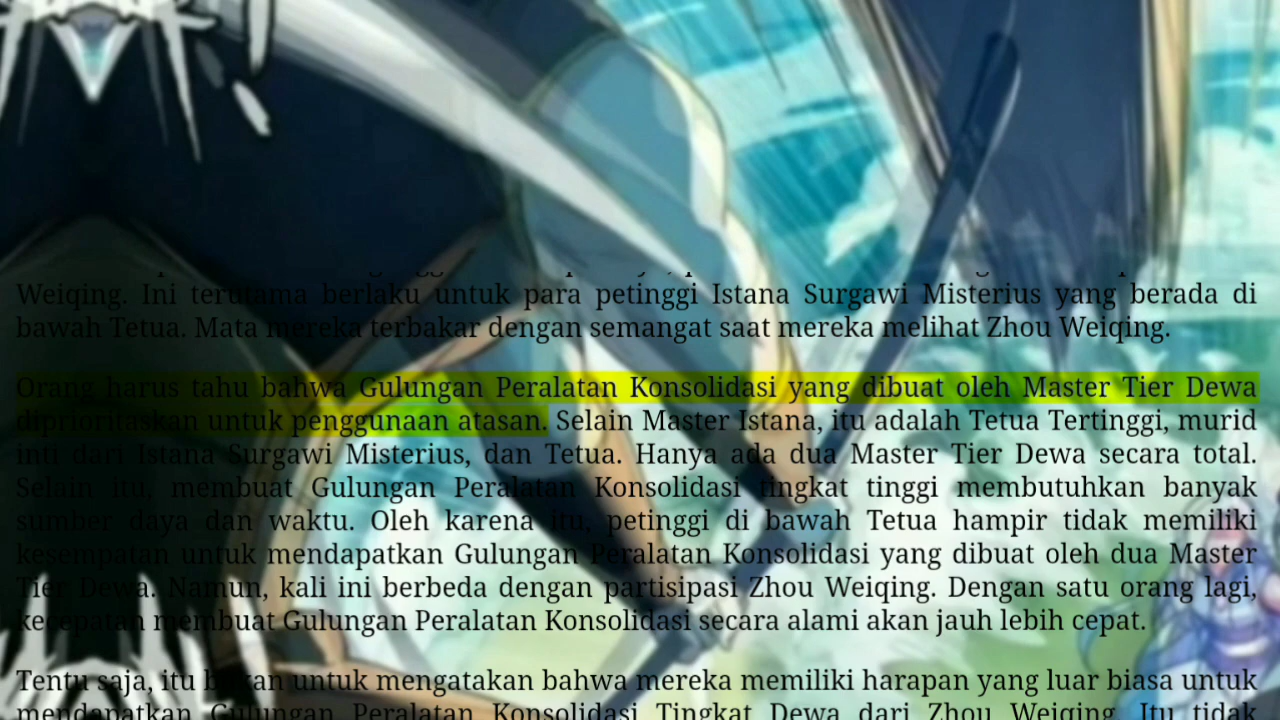 Weiqing. Ini terutama berlaku untuk para petinggi Istana Surgawi Misterius yang berada di
bawah Tetua. Mata mereka terbakar dengan semangat saat mereka melihat Zhou Weiqing.
Orang harus tahu bahwa Gulungan Peralatan Konsolidasi yang dibuat oleh Master Tier Dewa
diprioritaskan untuk penggunaan atasan. Selain Master Istana, itu adalah Tetua Tertinggi, murid
inti dari Istana Surgawi Misterius, dan Tetua. Hanya ada dua Master Tier Dewa secara total.
Selain itu, membuat Gulungan Peralatan Konsolidasi tingkat tinggi membutuhkan banyak
sumber daya dan waktu. Oleh karena itu, petinggi di bawah Tetua hampir tidak memiliki
kesempatan untuk mendapatkan Gulungan Peralatan Konsolidasi yang dibuat oleh dua Master
Tier Dewa. Namun, kali ini berbeda dengan partisipasi Zhou Weiqing. Dengan satu orang lagi,
kecepatan membuat Gulungan Peralatan Konsolidasi secara alami akan jauh lebih cepat.
Tentu saja, itu bukan untuk mengatakan bahwa mereka memiliki harapan yang luar biasa untuk
mendapatkan Gulungan Peralatan Konsolidasi Tingkat Dewa dari Zhou Weiqing. Itu tidak